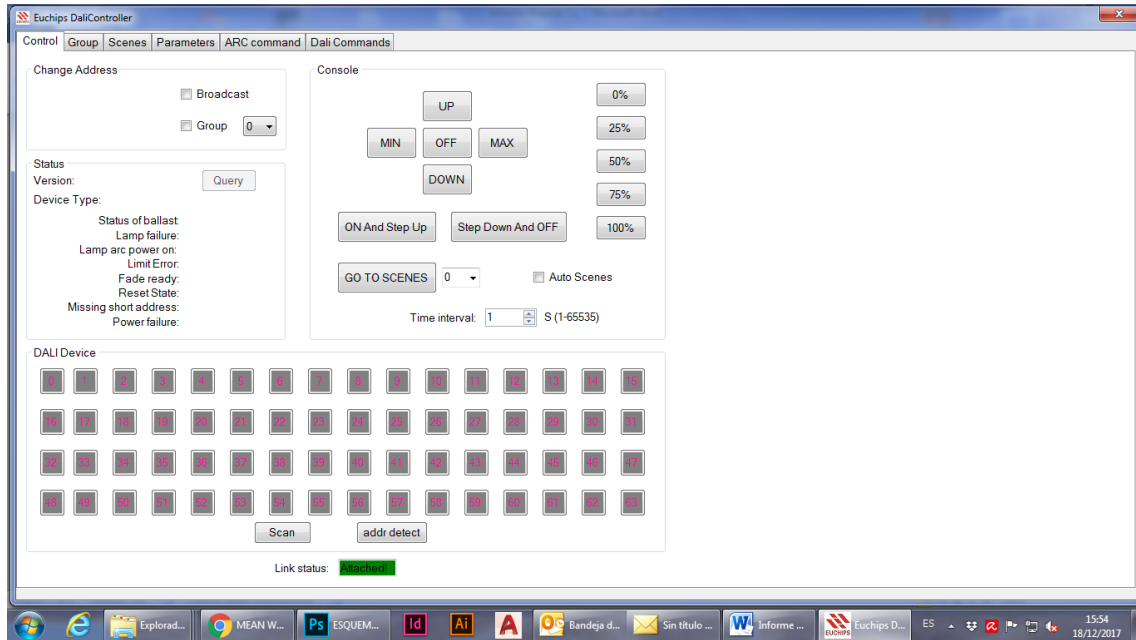 Euchips DaliController
Control Group Scenes Parameters ARC command Dali Commands
Change Address
Broadcast
Group 0
Status
Version: Query
Device Type:
Status of ballast:
Lamp failure:
Lamp arc power on:
Limit Error:
Fade ready:
Reset State:
Missing short address:
Power failure:
Console
UP
MIN OFF MAX
DOWN
ON And Step Up Step Down And OFF
GO TO SCENES 0 Auto Scenes
Time interval: 1 S (1-65535)
0%
25%
50%
75%
100%
DALI Device
0 1 2 3 4 5 6 7 8 9 10 11 12 13 14 15
16 17 18 19 20 21 22 23 24 25 26 27 28 29 30 31
32 33 34 35 36 37 38 39 40 41 42 43 44 45 46 47
48 49 50 51 52 53 54 55 56 57 58 59 60 61 62 63
Scan addr detect
Link status: Attached!
Explorad... MEAN W... Ps ESQUEM... Id Ai A Bandeja d... Sin título ... W Informe ... EUCHIPS Euchips D... ES 15:54
18/12/2017